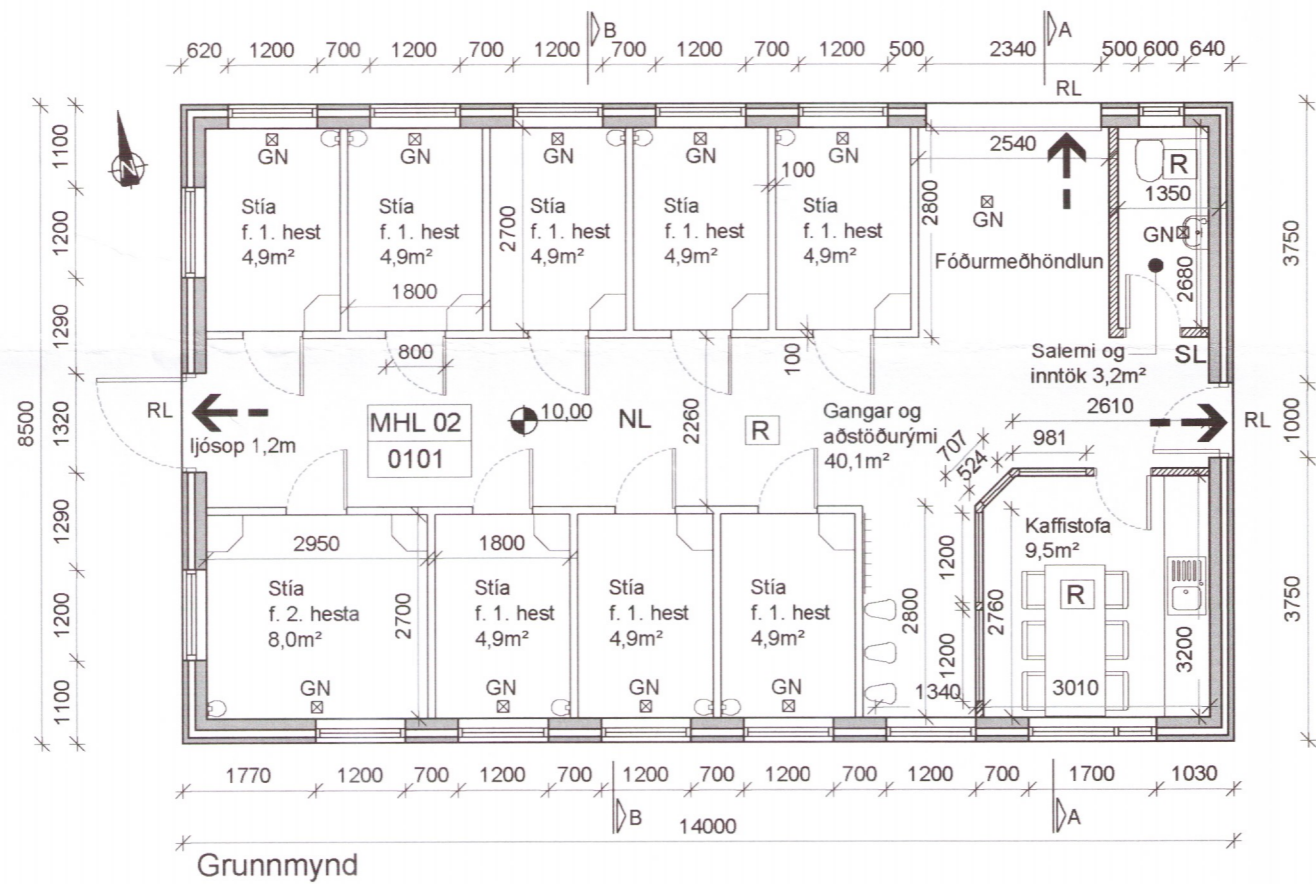 B
A
620 1200 700 1200 700 1200 700 1200 700 1200 500 2340 500 600 640
RL
1100
1200
1290
1320
1290
1200
1100
8500
N
GN
GN
GN
GN
GN
Stía
f. 1. hest
4,9m²
Stía
f. 1. hest
4,9m²
Stía
f. 1. hest
4,9m²
Stía
f. 1. hest
4,9m²
Stía
f. 1. hest
4,9m²
2700
1800
100
100
800
2800
2540
GN
Fóðurmeðhöndlun
R
1350
GN
2680
Salerni og
inntök 3,2m²
SL
3750
1000
3750
RL
ljósop 1,2m
MHL 02
0101
10,00
NL
2260
R
Gangar og
aðstöðurými
40,1m²
2610
RL
981
707
524
2950
1800
Stía
f. 2. hesta
8,0m²
2700
Stía
f. 1. hest
4,9m²
Stía
f. 1. hest
4,9m²
Stía
f. 1. hest
4,9m²
GN
GN
GN
GN
2800
1200
1200
1340
2760
Kaffistofa
9,5m²
R
3010
3200
1770 1200 700 1200 700 1200 700 1200 700 1200 700 1700 1030
B
A
14000
Grunnmynd